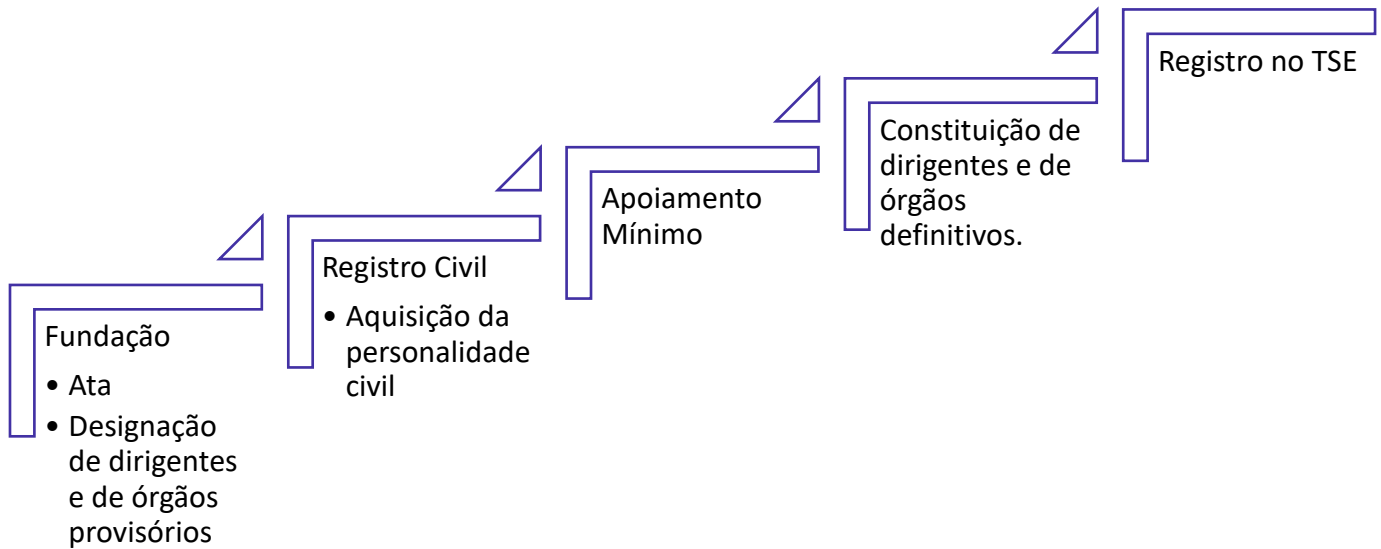 Fundação
• Ata
• Designação
de dirigentes
e de órgãos
provisórios
Registro Civil
• Aquisição da
personalidade
civil
Apoiamento
Mínimo
Constituição de
dirigentes e de
órgãos
definitivos.
Registro no TSE